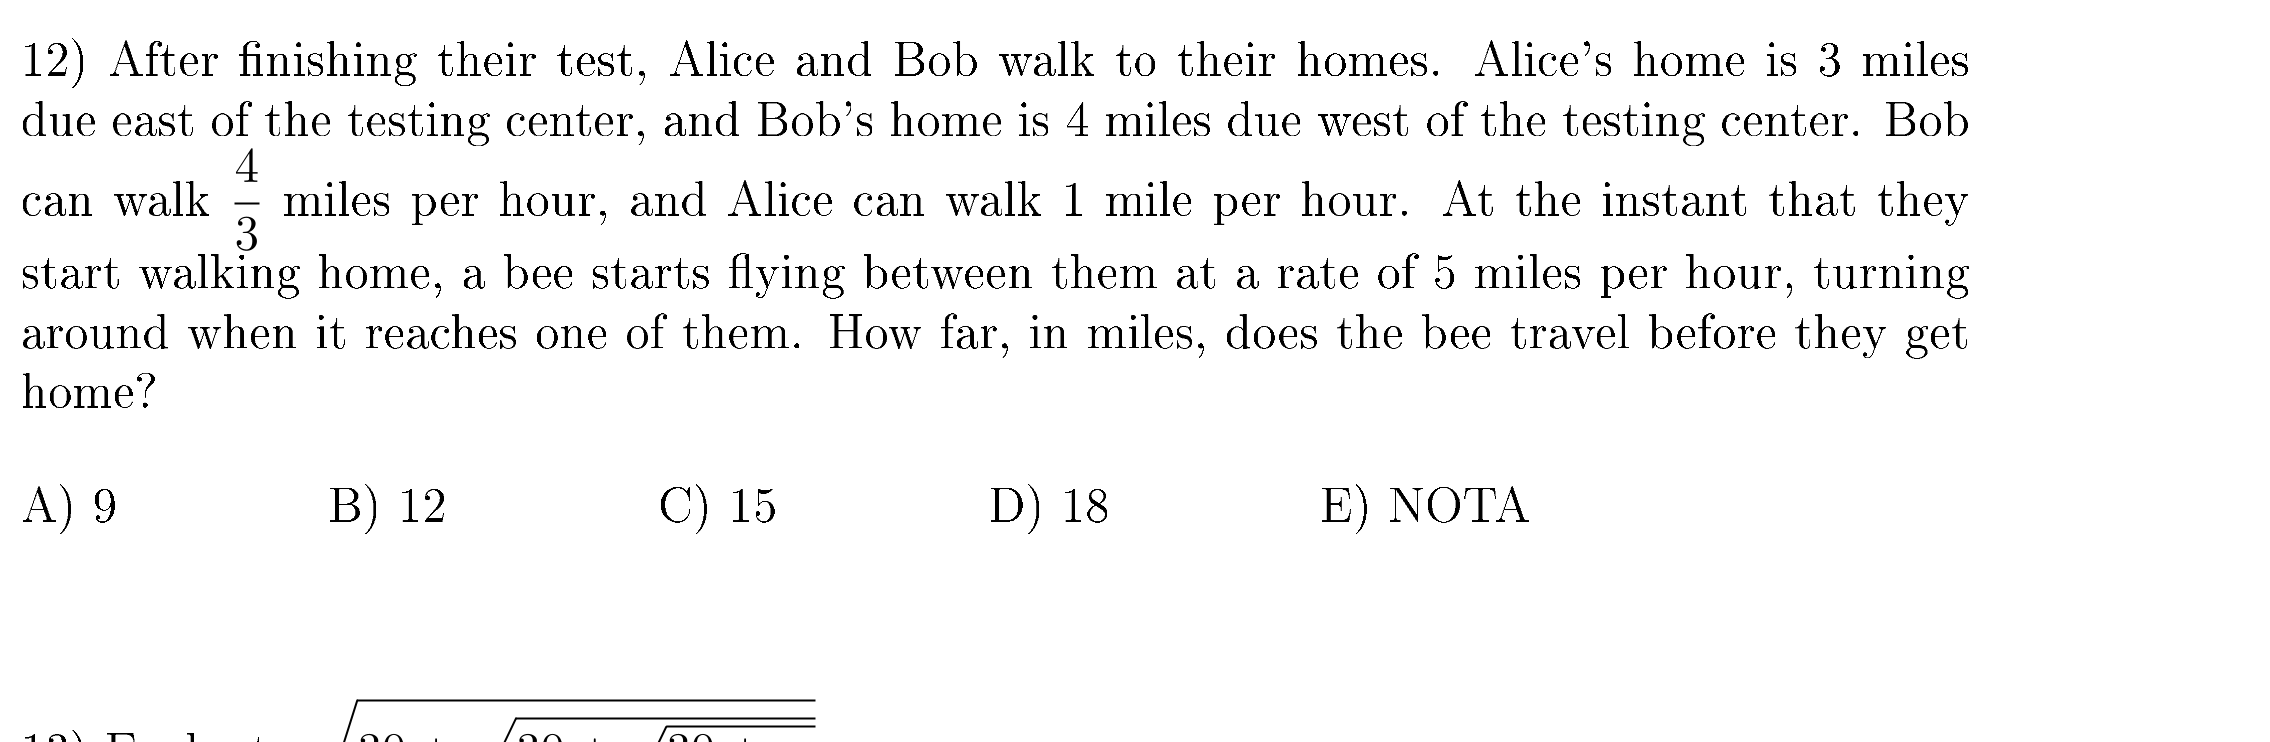 12) After finishing their test, Alice and Bob walk to their homes. Alice's home is 3 miles
due east of the testing center, and Bob's home is 4 miles due west of the testing center. Bob
can walk 4/3 miles per hour, and Alice can walk 1 mile per hour. At the instant that they
start walking home, a bee starts flying between them at a rate of 5 miles per hour, turning
around when it reaches one of them. How far, in miles, does the bee travel before they get
home?
A) 9 B) 12 C) 15 D) 18 E) NOTA